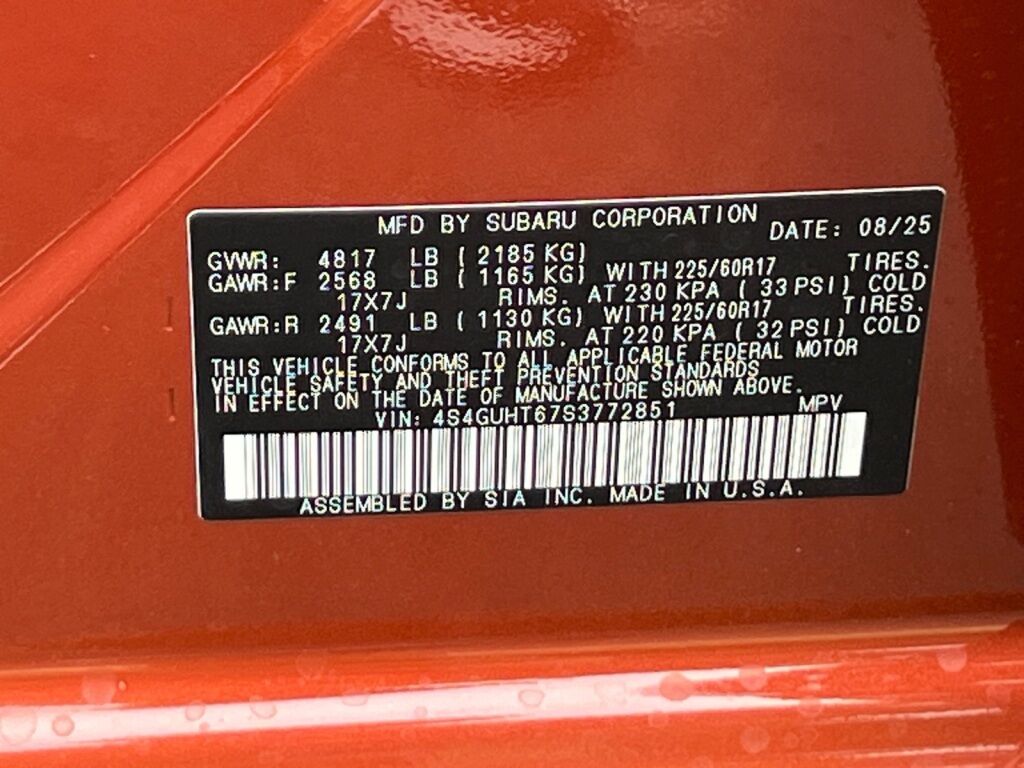 MFD BY SUBARU CORPORATION DATE: 08/25
GVWR: 4817 LB ( 2185 KG)
GAWR:F 2568 LB ( 1165 KG) WITH 225/60R17 TIRES.
17X7J RIMS. AT 230 KPA ( 33 PSI) COLD
GAWR:R 2491 LB ( 1130 KG) WITH 225/60R17 TIRES.
17X7J RIMS. AT 220 KPA ( 32 PSI) COLD
THIS VEHICLE CONFORMS TO ALL APPLICABLE FEDERAL MOTOR
VEHICLE SAFETY AND THEFT PREVENTION STANDARDS
IN EFFECT ON THE DATE OF MANUFACTURE SHOWN ABOVE.
VIN: 4S4GUHT67S3772851 MPV
ASSEMBLED BY SIA INC. MADE IN U.S.A.